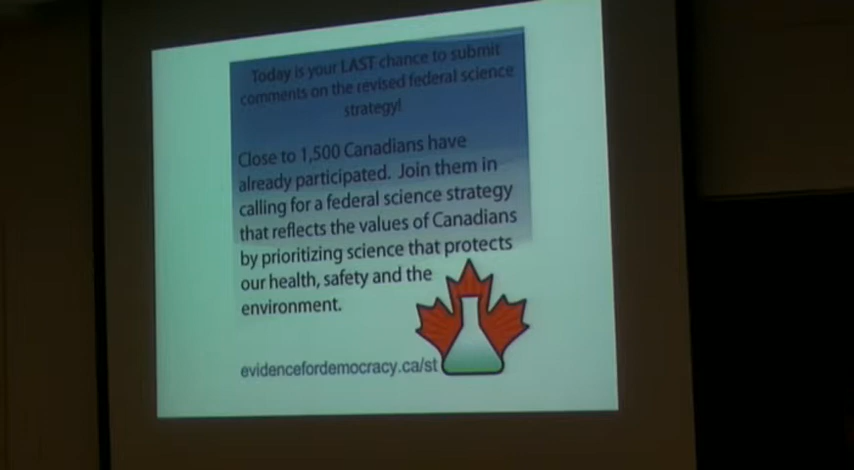 Today is your LAST chance to submit
comments on the revised federal science
strategy!
Close to 1,500 Canadians have
already participated. Join them in
calling for a federal science strategy
that reflects the values of Canadians
by prioritizing science that protects
our health, safety and the
environment.
evidencefordemocracy.ca/st